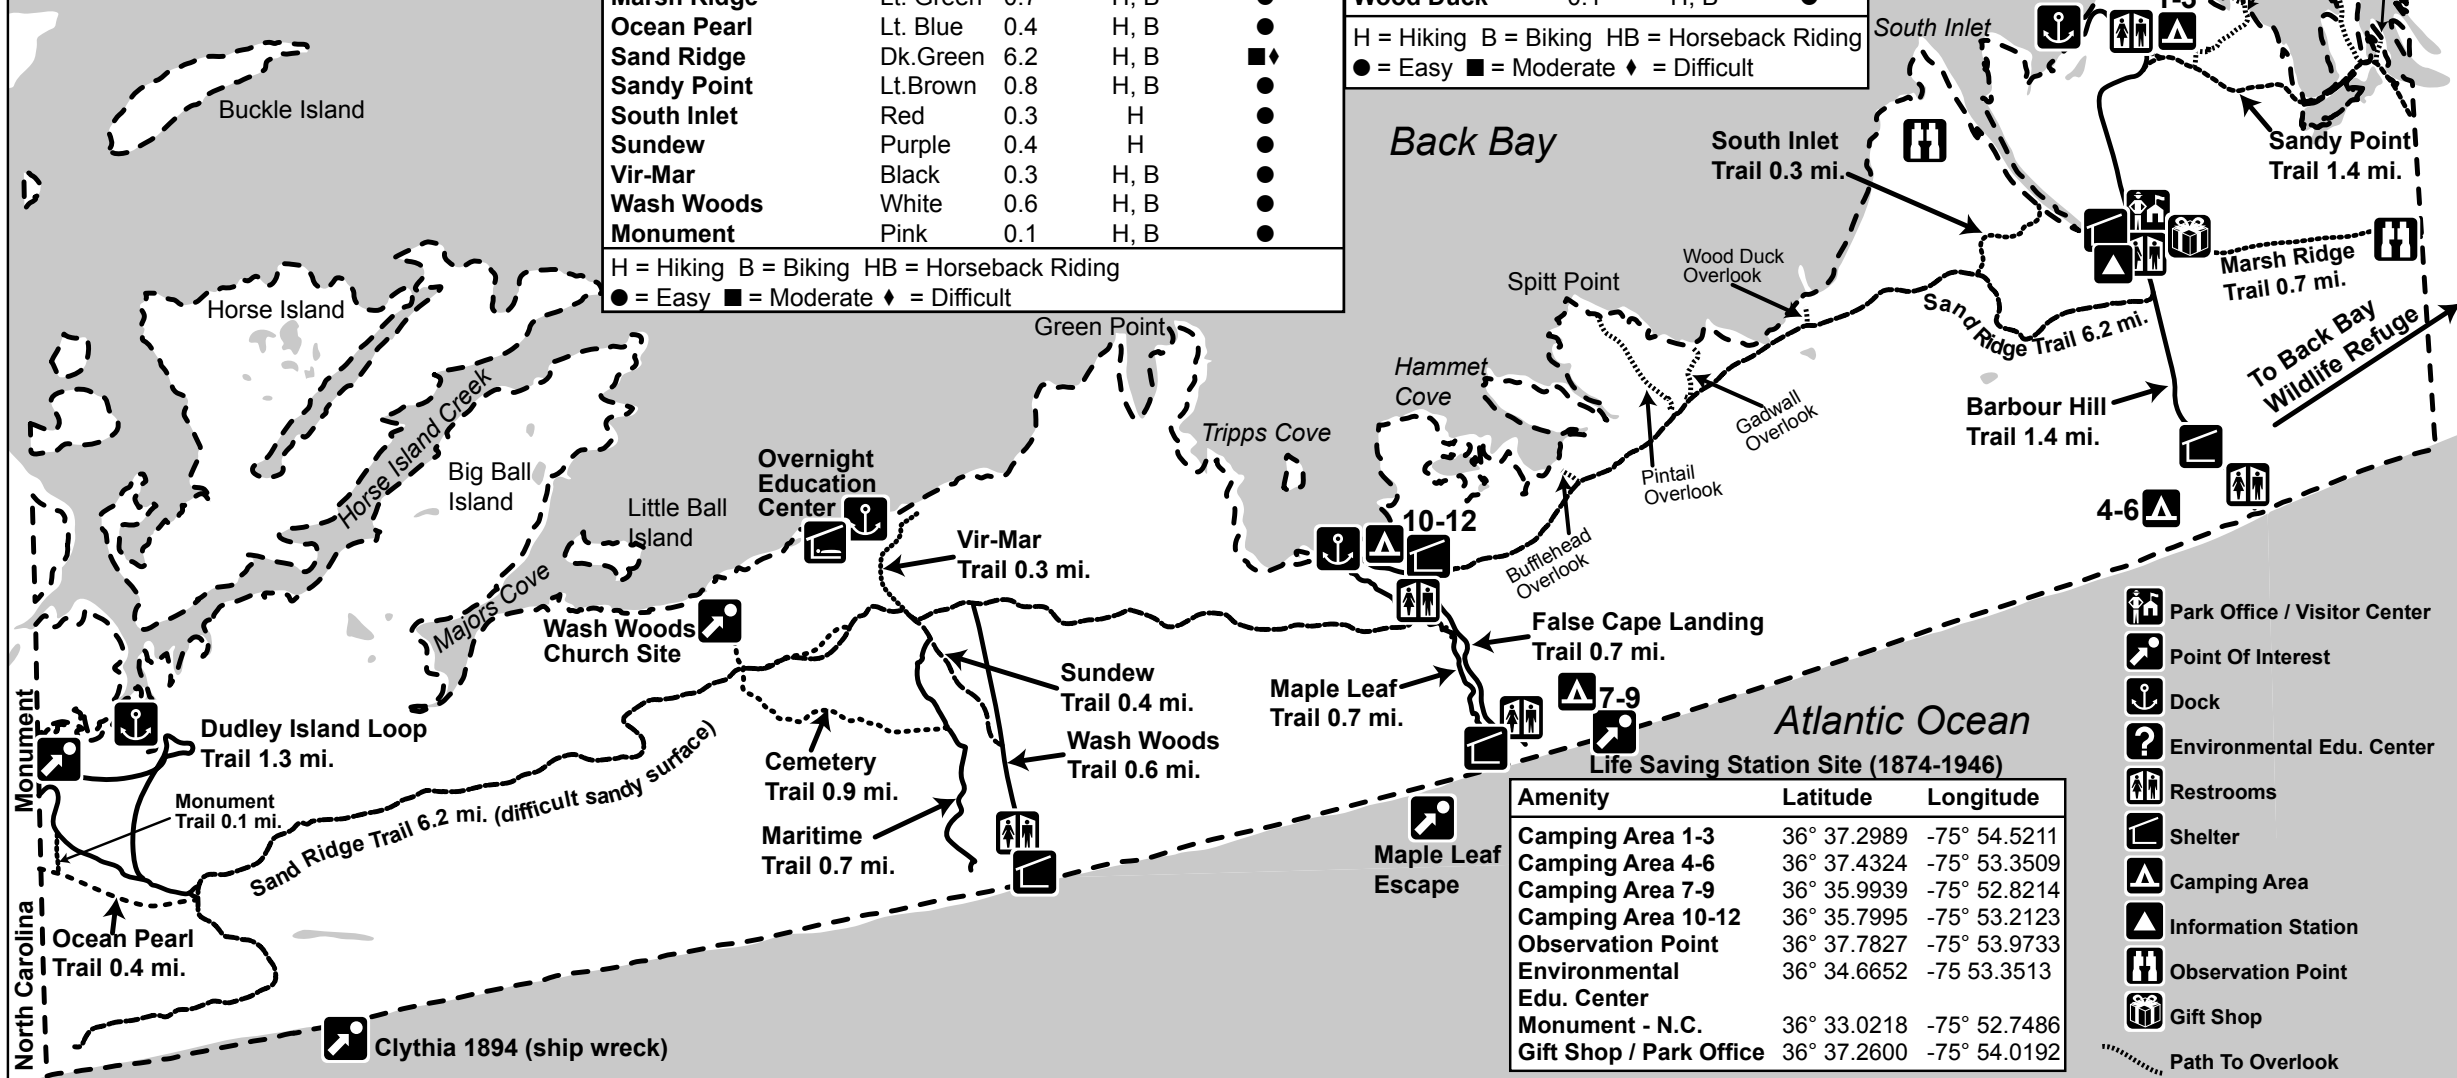 Marsh Ridge Lt. Green 0.7 H, B ●
Ocean Pearl Lt. Blue 0.4 H, B ●
Sand Ridge Dk.Green 6.2 H, B ■♦
Sandy Point Lt.Brown 0.8 H, B ●
South Inlet Red 0.3 H ●
Sundew Purple 0.4 H ●
Vir-Mar Black 0.3 H, B ●
Wash Woods White 0.6 H, B ●
Monument Pink 0.1 H, B ●
H = Hiking B = Biking HB = Horseback Riding
● = Easy ■ = Moderate ♦ = Difficult
Wood Duck 0.1 H, B ●
H = Hiking B = Biking HB = Horseback Riding
● = Easy ■ = Moderate ♦ = Difficult
South Inlet
1-3
Buckle Island
Back Bay
South Inlet
Trail 0.3 mi.
Sandy Point
Trail 1.4 mi.
Marsh Ridge
Trail 0.7 mi.
Wood Duck
Overlook
Spitt Point
Sand Ridge Trail 6.2 mi.
To Back Bay
Wildlife Refuge
Horse Island
Green Point
Hammet
Cove
Gadwall
Overlook
Barbour Hill
Trail 1.4 mi.
Horse Island Creek
Tripps Cove
Pintail
Overlook
Big Ball
Island
Overnight
Education
Center
Little Ball
Island
10-12
4-6
Bufflehead
Overlook
Vir-Mar
Trail 0.3 mi.
Majors Cove
Wash Woods
Church Site
False Cape Landing
Trail 0.7 mi.
Sundew
Trail 0.4 mi.
Maple Leaf
Trail 0.7 mi.
7-9
Atlantic Ocean
Life Saving Station Site (1874-1946)
Monument
Dudley Island Loop
Trail 1.3 mi.
Wash Woods
Trail 0.6 mi.
Cemetery
Trail 0.9 mi.
Monument
Trail 0.1 mi.
Sand Ridge Trail 6.2 mi. (difficult sandy surface)
Maritime
Trail 0.7 mi.
Maple Leaf
Escape
North Carolina
Ocean Pearl
Trail 0.4 mi.
Clythia 1894 (ship wreck)
Amenity Latitude Longitude
Camping Area 1-3 36° 37.2989 -75° 54.5211
Camping Area 4-6 36° 37.4324 -75° 53.3509
Camping Area 7-9 36° 35.9939 -75° 52.8214
Camping Area 10-12 36° 35.7995 -75° 53.2123
Observation Point 36° 37.7827 -75° 53.9733
Environmental 36° 34.6652 -75 53.3513
Edu. Center
Monument - N.C. 36° 33.0218 -75° 52.7486
Gift Shop / Park Office 36° 37.2600 -75° 54.0192
Park Office / Visitor Center
Point Of Interest
Dock
? Environmental Edu. Center
Restrooms
Shelter
Camping Area
Information Station
Observation Point
Gift Shop
Path To Overlook